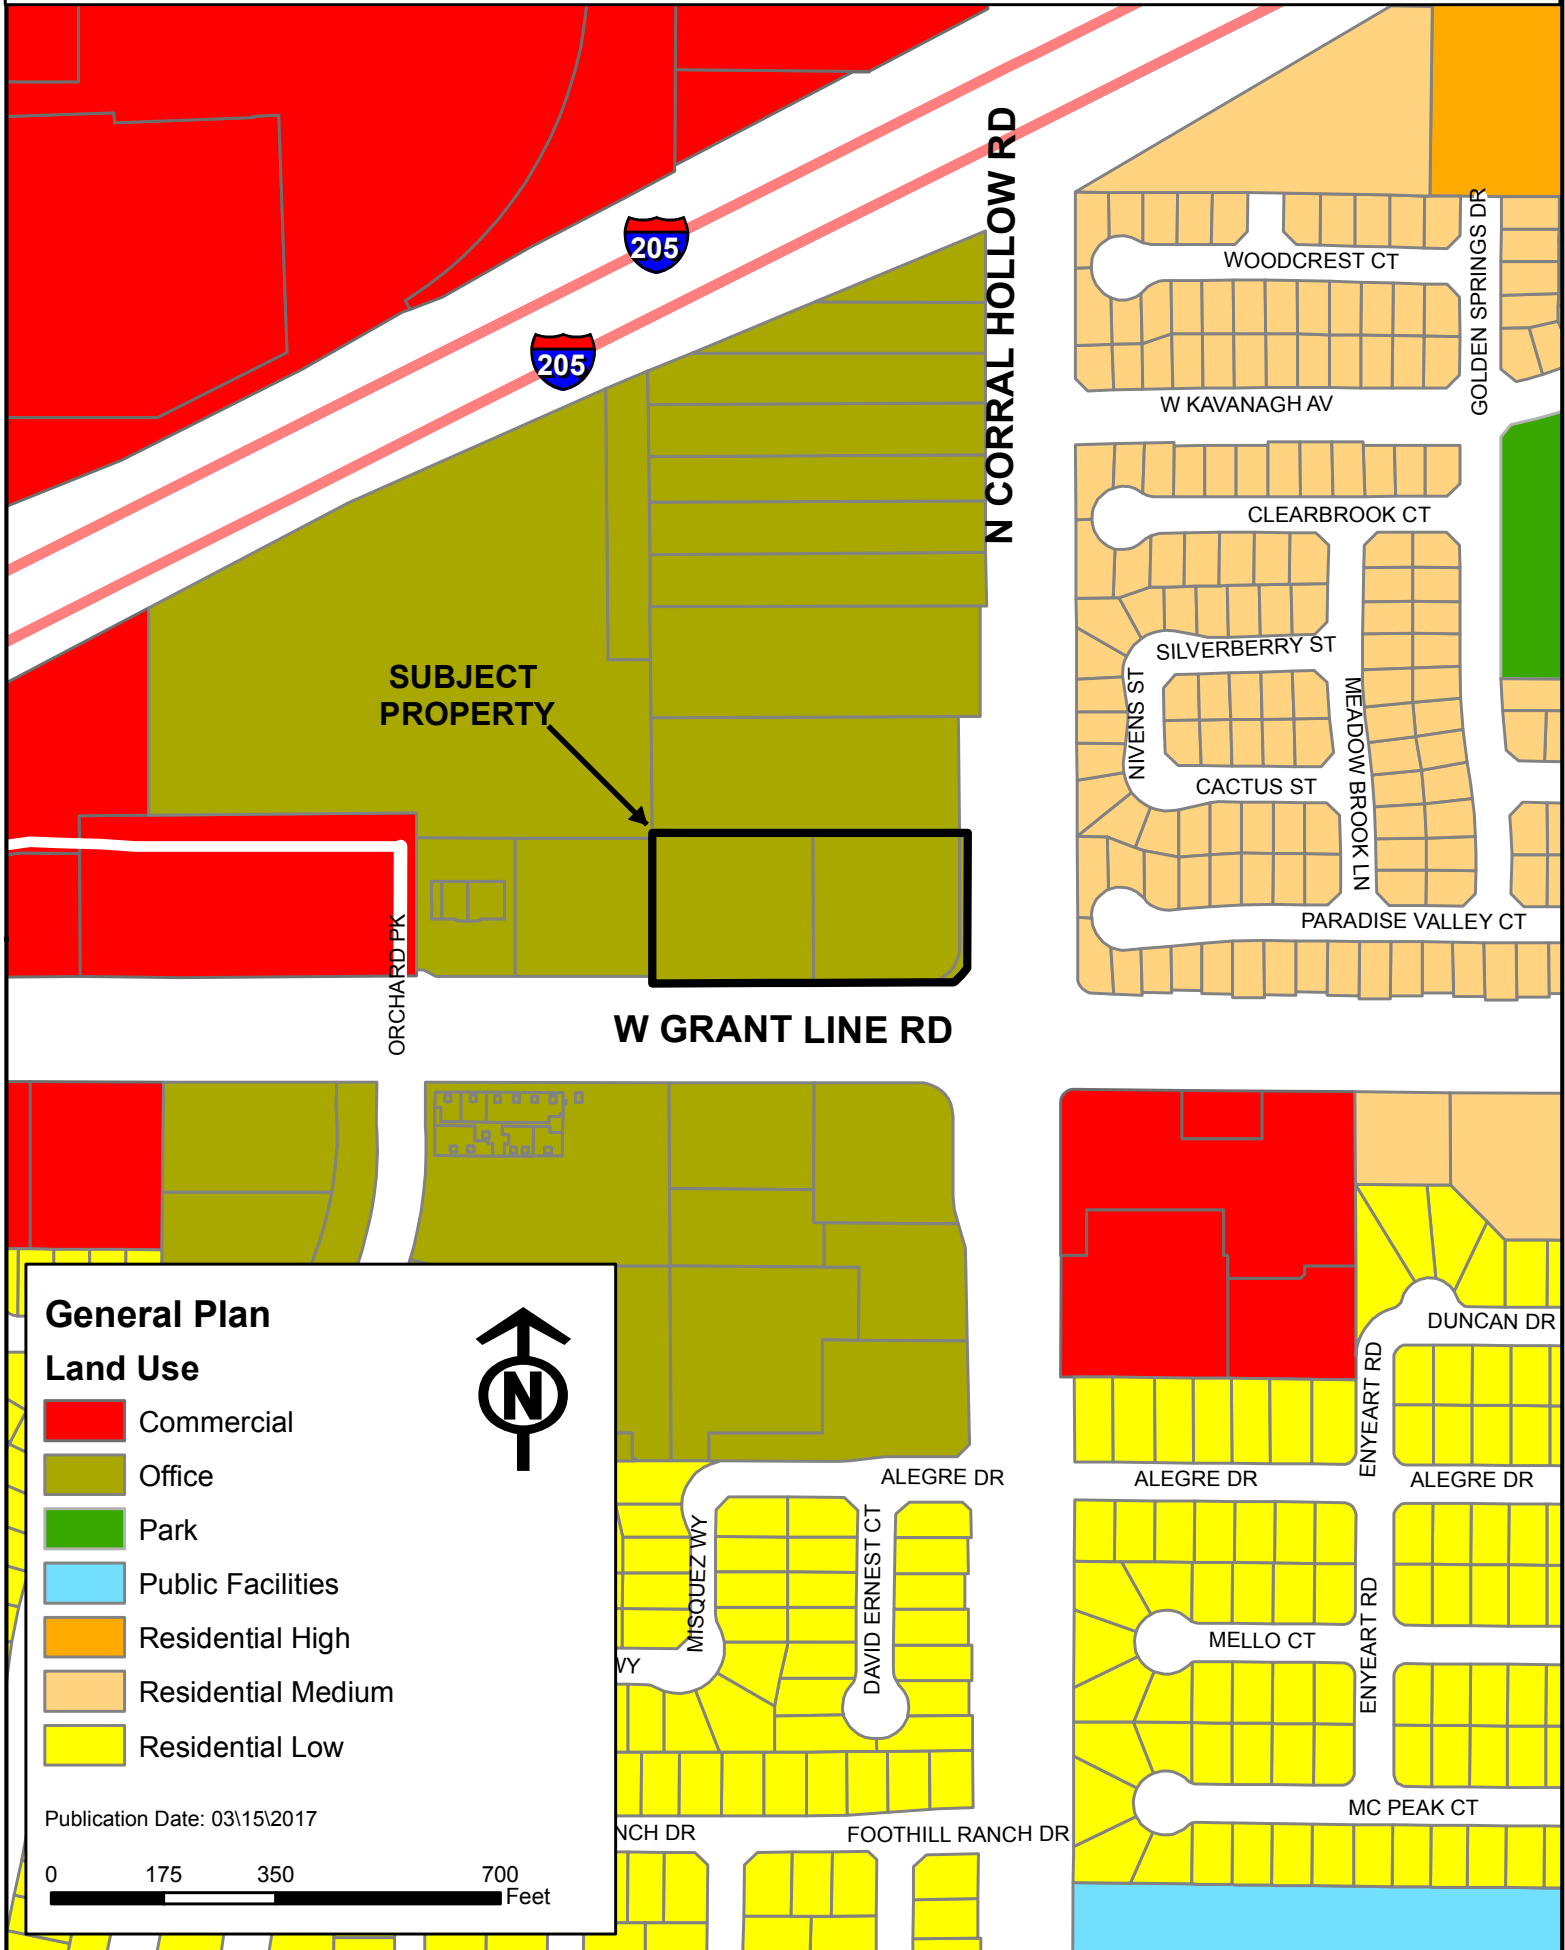 N CORRAL HOLLOW RD
205
205
WOODCREST CT
GOLDEN SPRINGS DR
W KAVANAGH AV
CLEARBROOK CT
SILVERBERRY ST
NIVENS ST
MEADOW BROOK LN
CACTUS ST
PARADISE VALLEY CT
SUBJECT
PROPERTY
ORCHARD PK
W GRANT LINE RD
DUNCAN DR
ENYEART RD
ALEGRE DR
ALEGRE DR
ALEGRE DR
MISQUEZ WY
DAVID ERNEST CT
WY
MELLO CT
ENYEART RD
MC PEAK CT
NCH DR
FOOTHILL RANCH DR
General Plan
Land Use
N
Commercial
Office
Park
Public Facilities
Residential High
Residential Medium
Residential Low
Publication Date: 03\15\2017
0 175 350 700
Feet